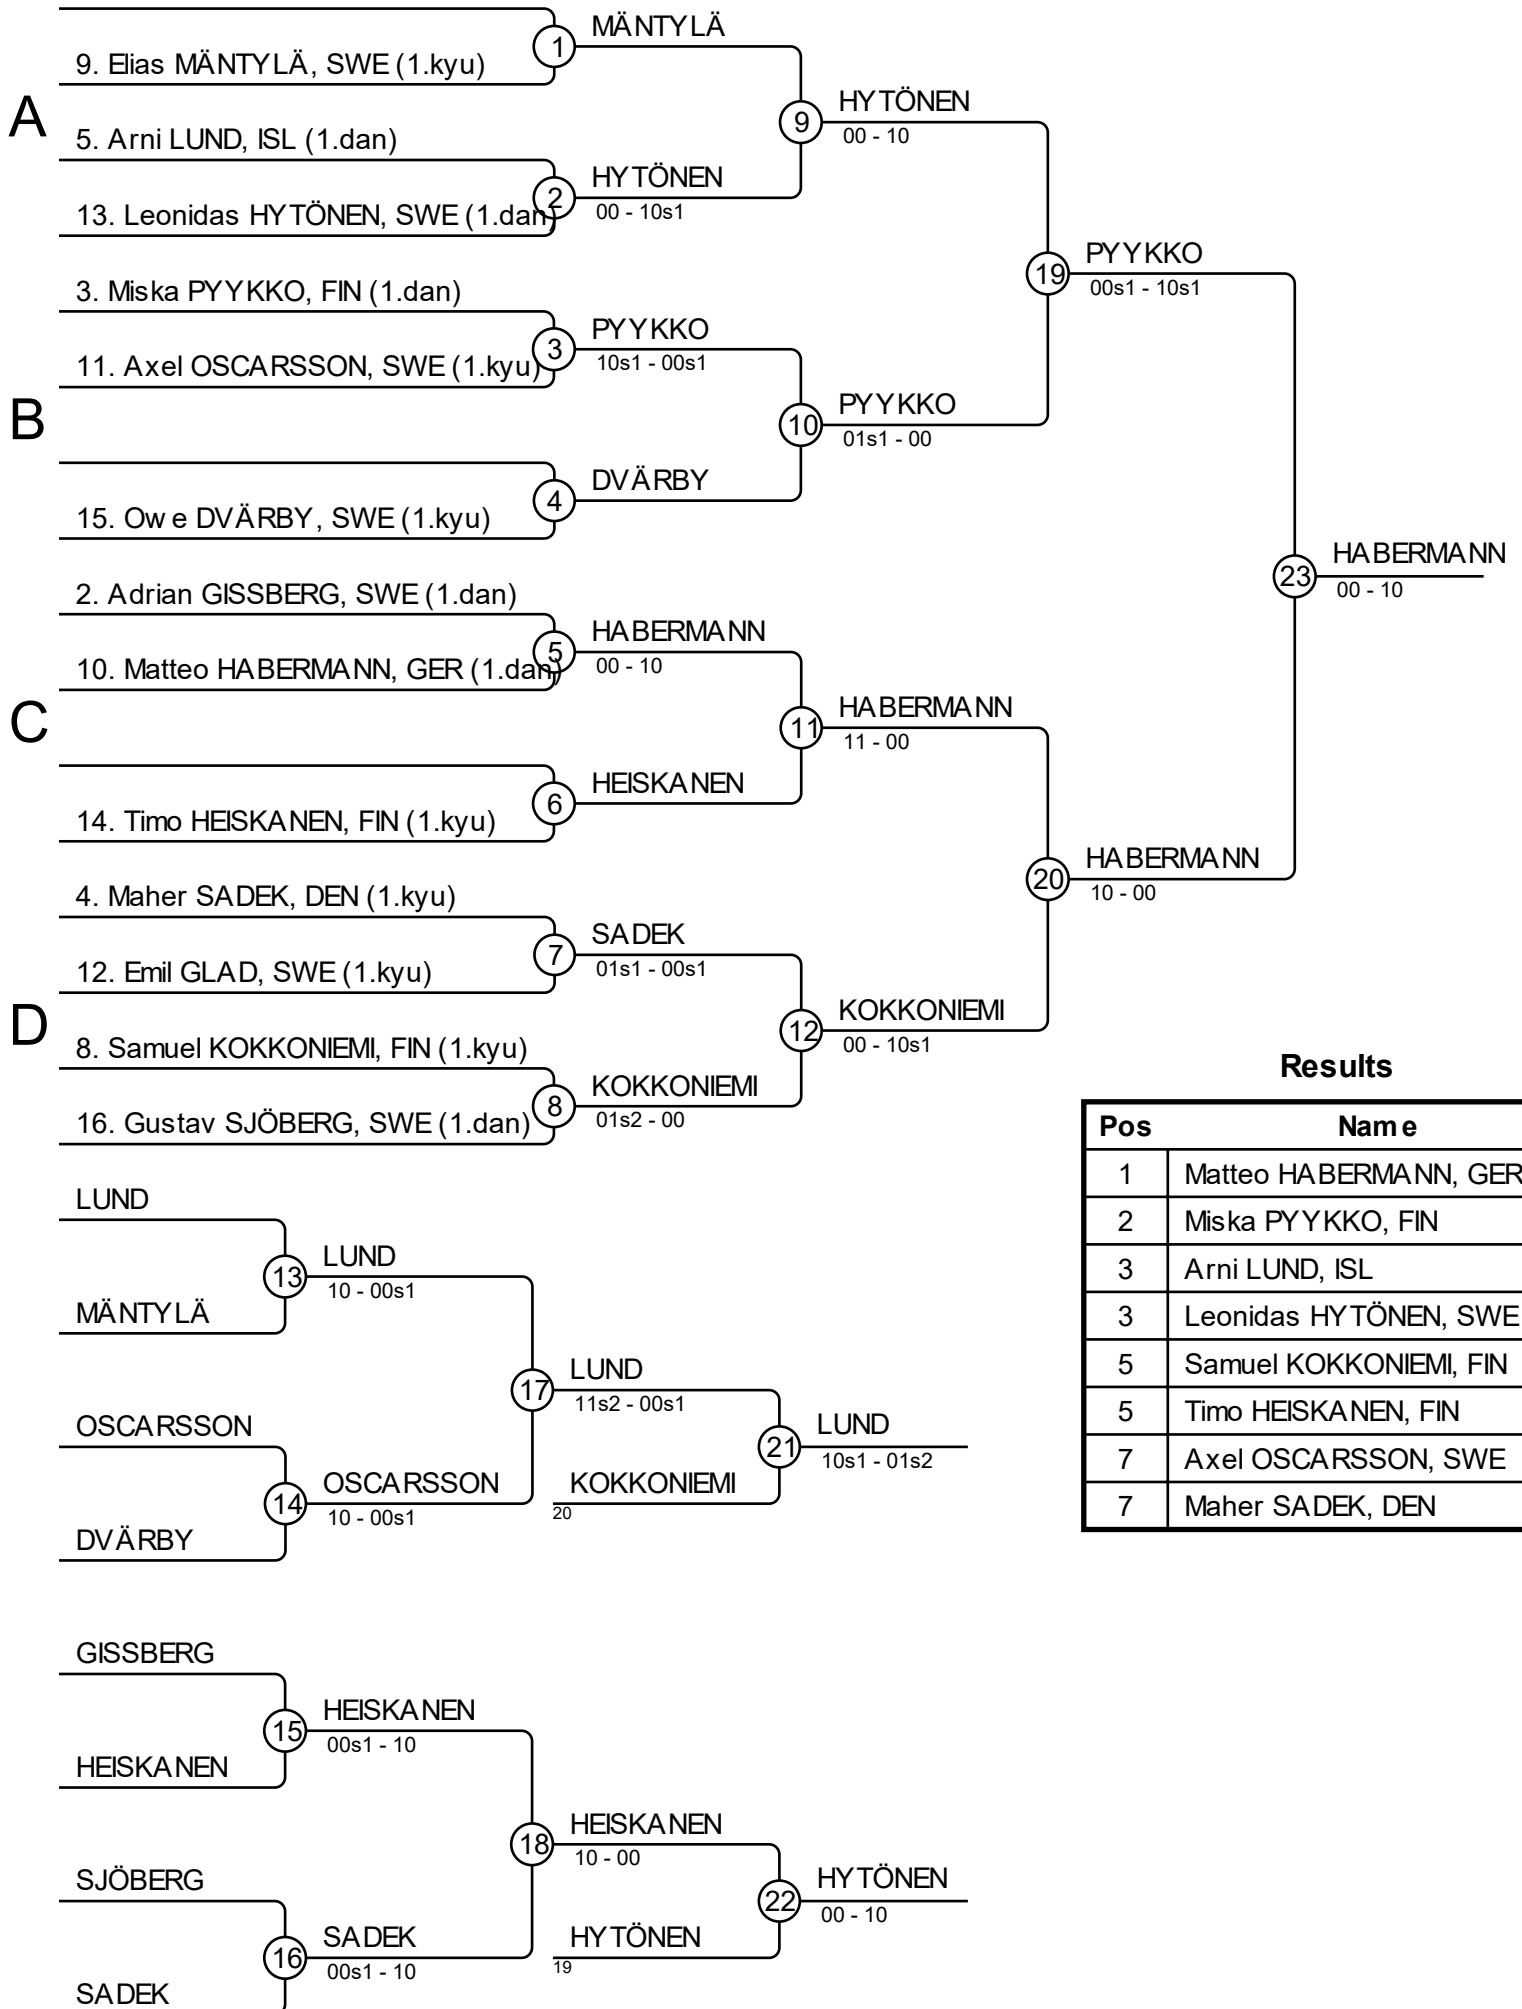 MÄNTYLÄ
1
9. Elias MÄNTYLÄ, SWE (1.kyu)
HYTÖNEN
A
9
00 - 10
5. Arni LUND, ISL (1.dan)
HYTÖNEN
2
00 - 10s1
13. Leonidas HYTÖNEN, SWE (1.dan)
PYYKKO
19
00s1 - 10s1
3. Miska PYYKKO, FIN (1.dan)
PYYKKO
3
10s1 - 00s1
11. Axel OSCARSSON, SWE (1.kyu)
PYYKKO
B
10
01s1 - 00
DVÄRBY
4
15. Owe DVÄRBY, SWE (1.kyu)
HABERMANN
23
00 - 10
2. Adrian GISSBERG, SWE (1.dan)
HABERMANN
5
00 - 10
10. Matteo HABERMANN, GER (1.dan)
HABERMANN
C
11
11 - 00
HEISKANEN
6
14. Timo HEISKANEN, FIN (1.kyu)
HABERMANN
20
10 - 00
4. Maher SADEK, DEN (1.kyu)
SADEK
7
01s1 - 00s1
12. Emil GLAD, SWE (1.kyu)
KOKKONIEMI
D
12
00 - 10s1
8. Samuel KOKKONIEMI, FIN (1.kyu)
KOKKONIEMI
8
01s2 - 00
16. Gustav SJÖBERG, SWE (1.dan)
Results
Pos Name
1 Matteo HABERMANN, GER
2 Miska PYYKKO, FIN
3 Arni LUND, ISL
3 Leonidas HYTÖNEN, SWE
5 Samuel KOKKONIEMI, FIN
5 Timo HEISKANEN, FIN
7 Axel OSCARSSON, SWE
7 Maher SADEK, DEN
LUND
LUND
13
10 - 00s1
MÄNTYLÄ
LUND
17
11s2 - 00s1
OSCARSSON
LUND
21
10s1 - 01s2
OSCARSSON
14
10 - 00s1
KOKKONIEMI
20
DVÄRBY
GISSBERG
HEISKANEN
15
00s1 - 10
HEISKANEN
HEISKANEN
18
10 - 00
SJÖBERG
HYTÖNEN
22
00 - 10
SADEK
16
00s1 - 10
HYTÖNEN
19
SADEK